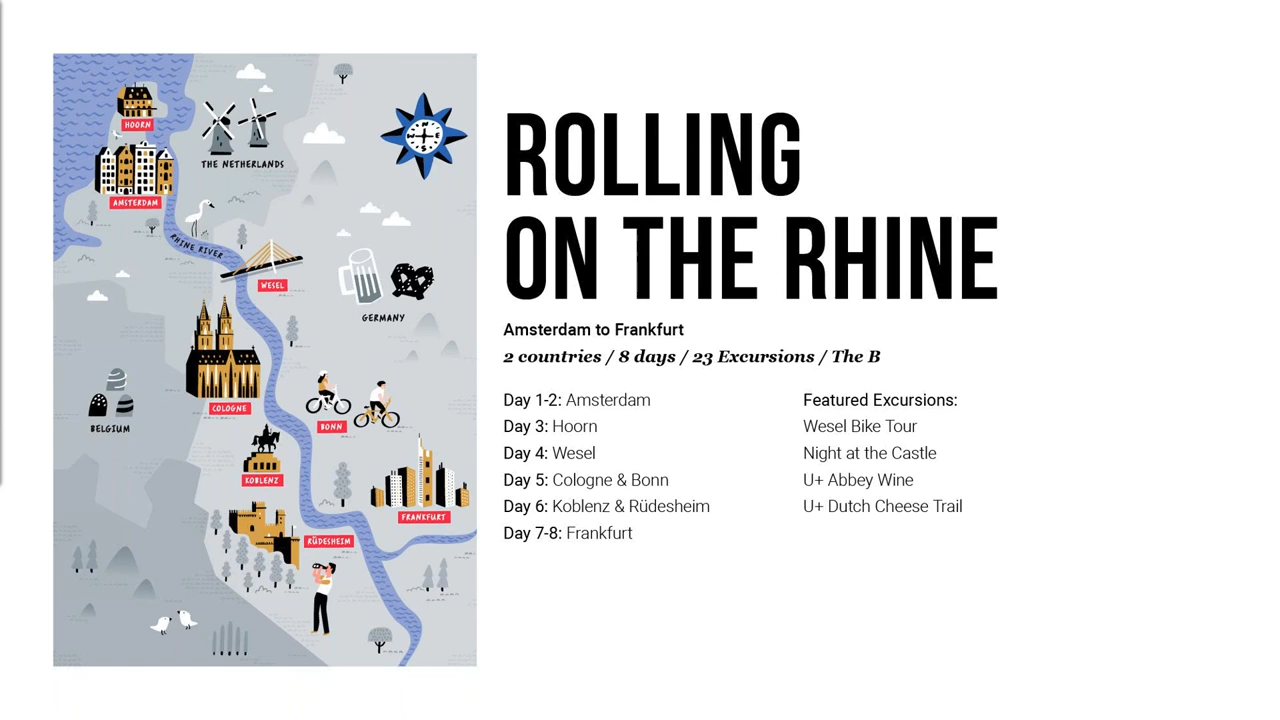 HOORN
THE NETHERLANDS
N
W E
S
AMSTERDAM
RHINE RIVER
WESEL
GERMANY
COLOGNE
BELGIUM
BONN
KOBLENZ
FRANKFURT
RÜDESHEIM
ROLLING
ON THE RHINE
Amsterdam to Frankfurt
2 countries / 8 days / 23 Excursions / The B
Day 1-2: Amsterdam
Day 3: Hoorn
Day 4: Wesel
Day 5: Cologne & Bonn
Day 6: Koblenz & Rüdesheim
Day 7-8: Frankfurt
Featured Excursions:
Wesel Bike Tour
Night at the Castle
U+ Abbey Wine
U+ Dutch Cheese Trail